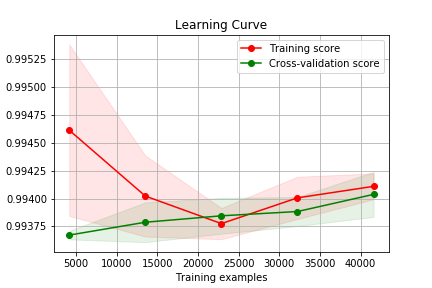 Learning Curve
Training score
Cross-validation score
0.99525
0.99500
0.99475
0.99450
0.99425
0.99400
0.99375
5000 10000 15000 20000 25000 30000 35000 40000
Training examples